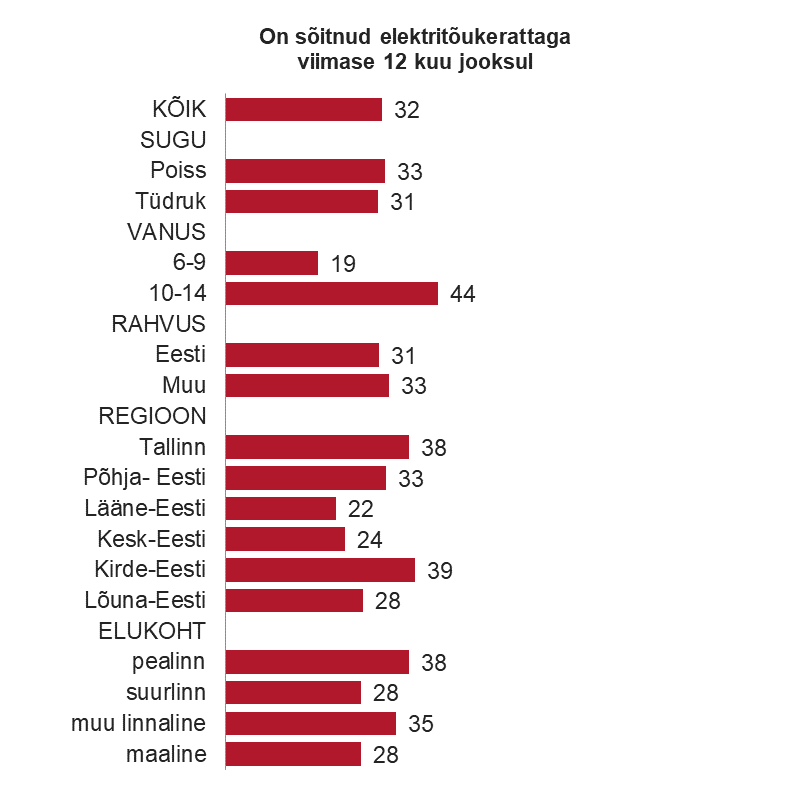 On sõitnud elektritõukerattaga
viimase 12 kuu jooksul
KÕIK 32
SUGU
Poiss 33
Tüdruk 31
VANUS
6-9 19
10-14 44
RAHVUS
Eesti 31
Muu 33
REGIOON
Tallinn 38
Põhja- Eesti 33
Lääne-Eesti 22
Kesk-Eesti 24
Kirde-Eesti 39
Lõuna-Eesti 28
ELUKOHT
pealinn 38
suurlinn 28
muu linnaline 35
maaline 28